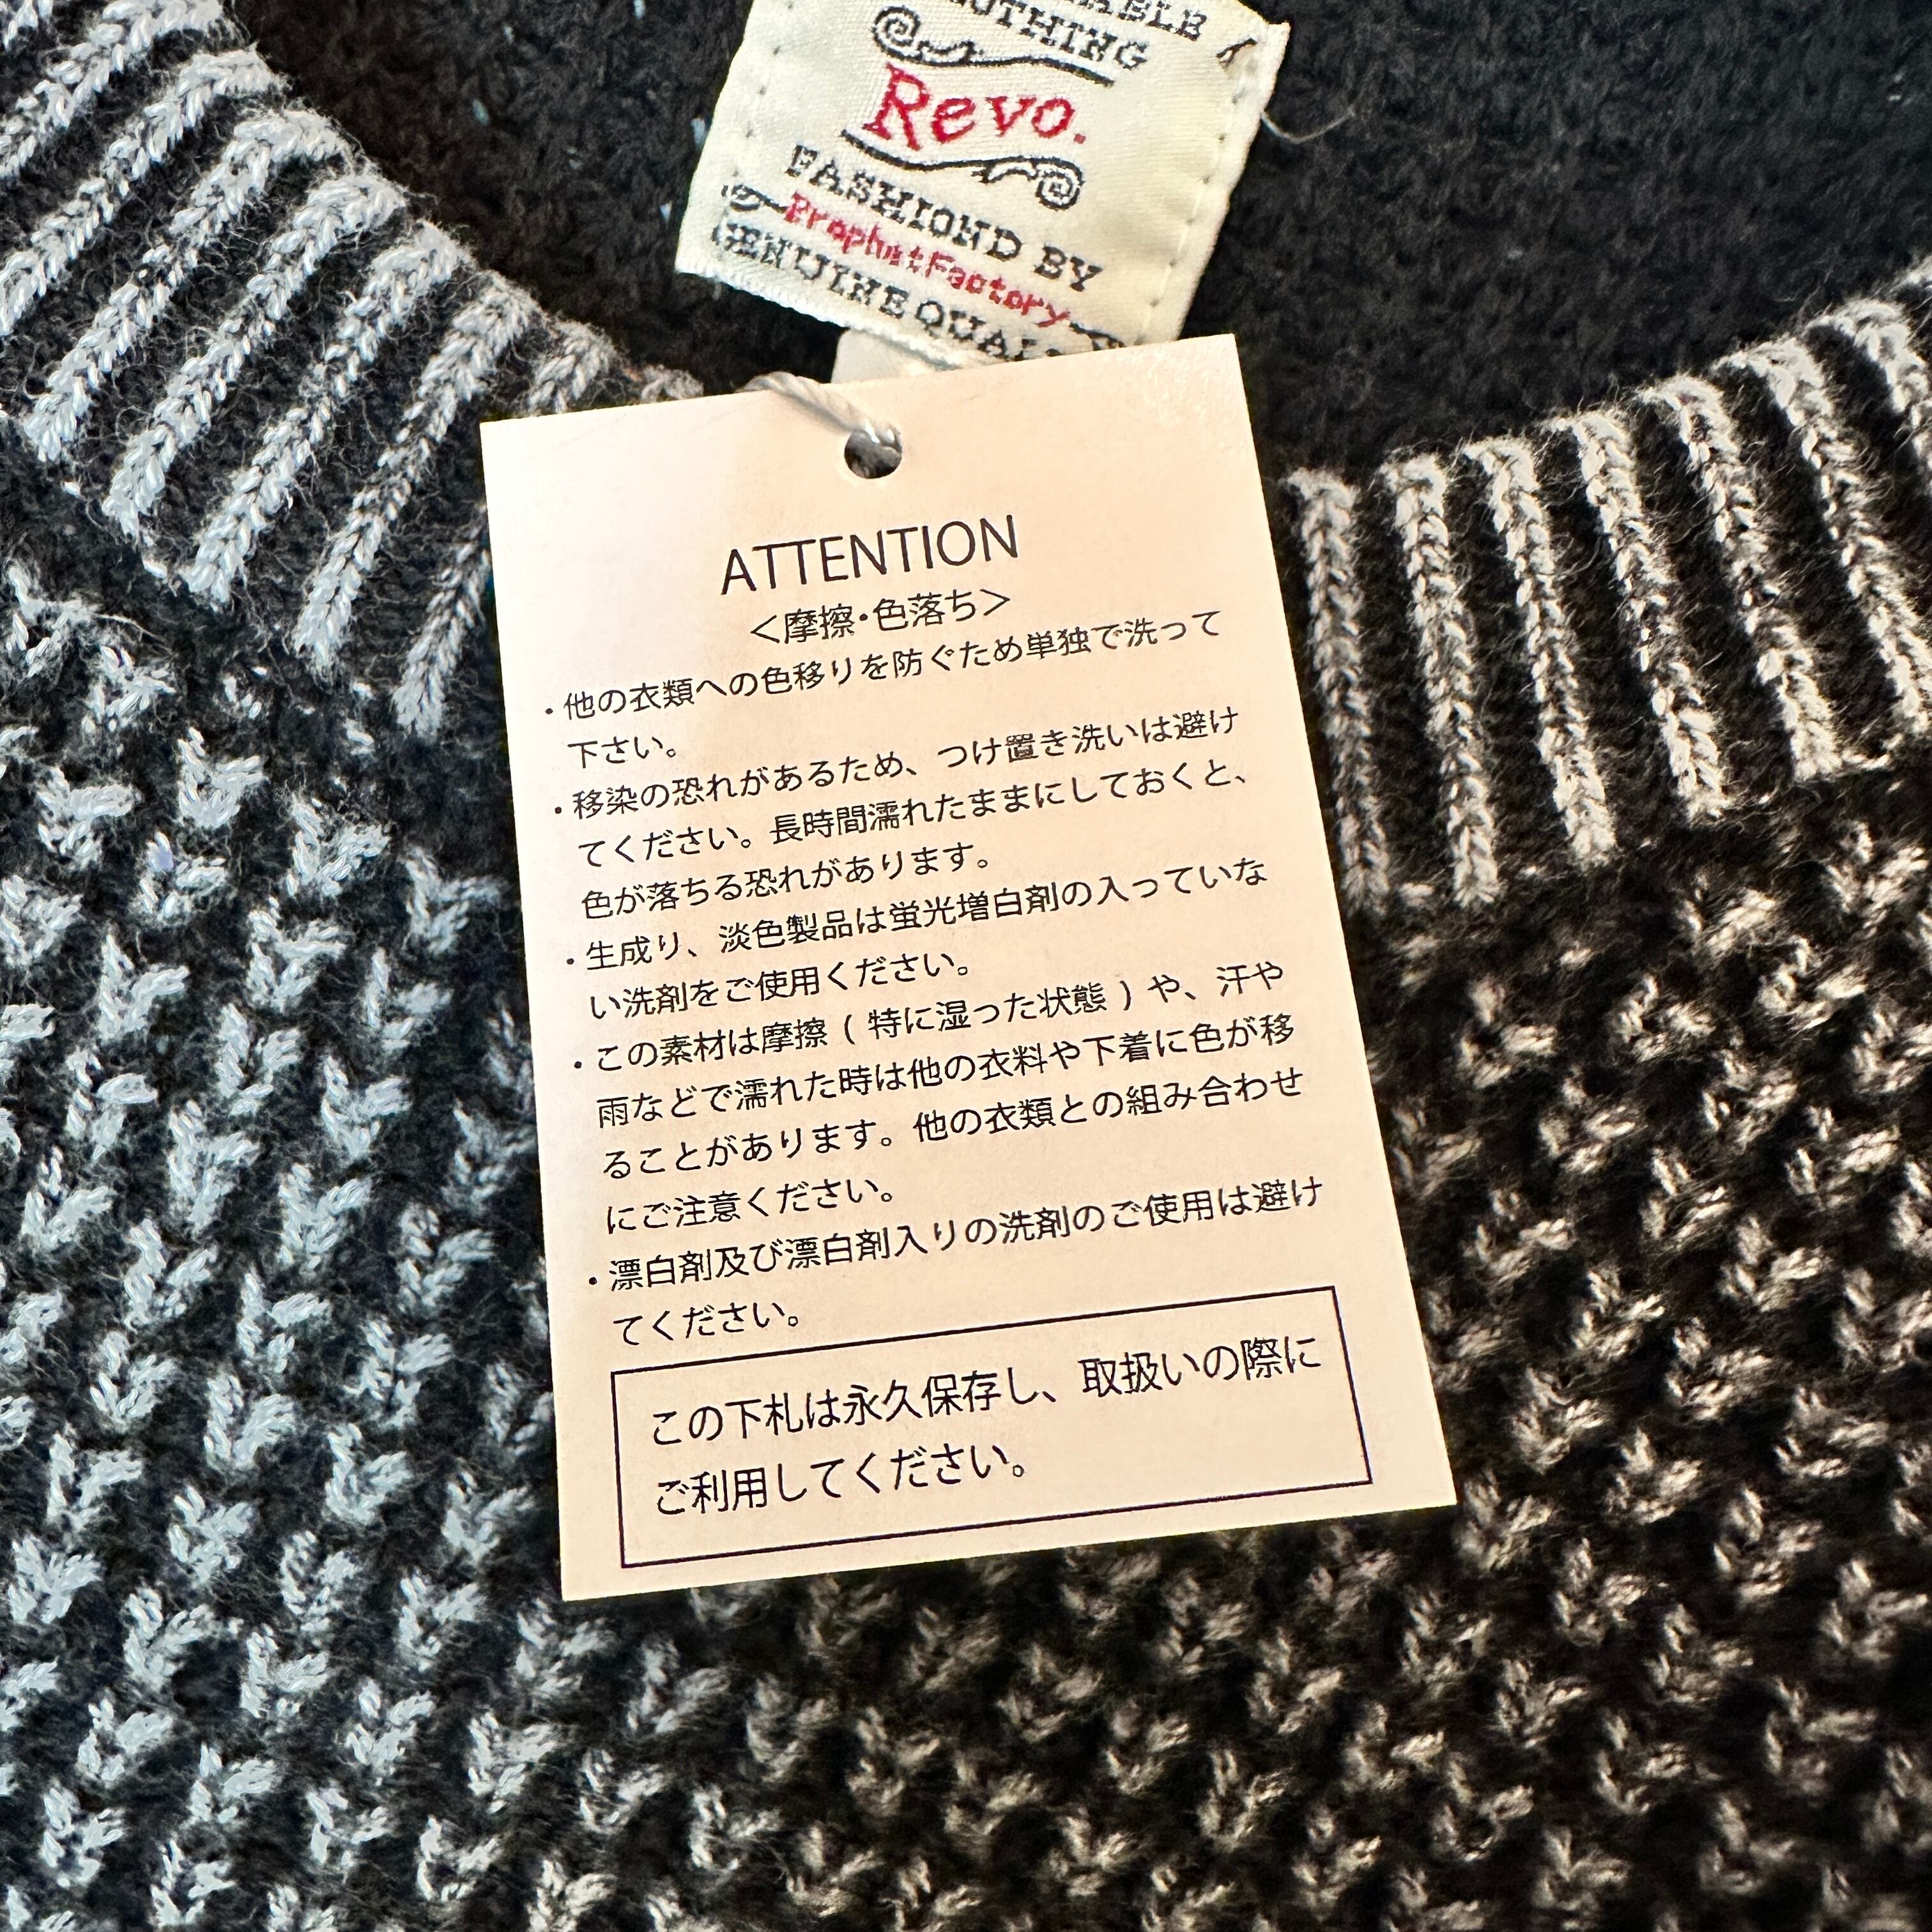 Revo.
FASHIOND BY
ProphetFactory
GENUINE
ATTENTION
＜摩擦・色落ち＞
・他の衣類への色移りを防ぐため単独で洗って
下さい。
・移染の恐れがあるため、つけ置き洗いは避け
てください。長時間濡れたままにしておくと、
色が落ちる恐れがあります。
・生成り、淡色製品は蛍光増白剤の入っていな
い洗剤をご使用ください。
・この素材は摩擦 ( 特に湿った状態 ) や、汗や
雨などで濡れた時は他の衣料や下着に色が移
ることがあります。他の衣類との組み合わせ
にご注意ください。
・漂白剤及び漂白剤入りの洗剤のご使用は避け
てください。
この下札は永久保存し、取扱いの際に
ご利用してください。